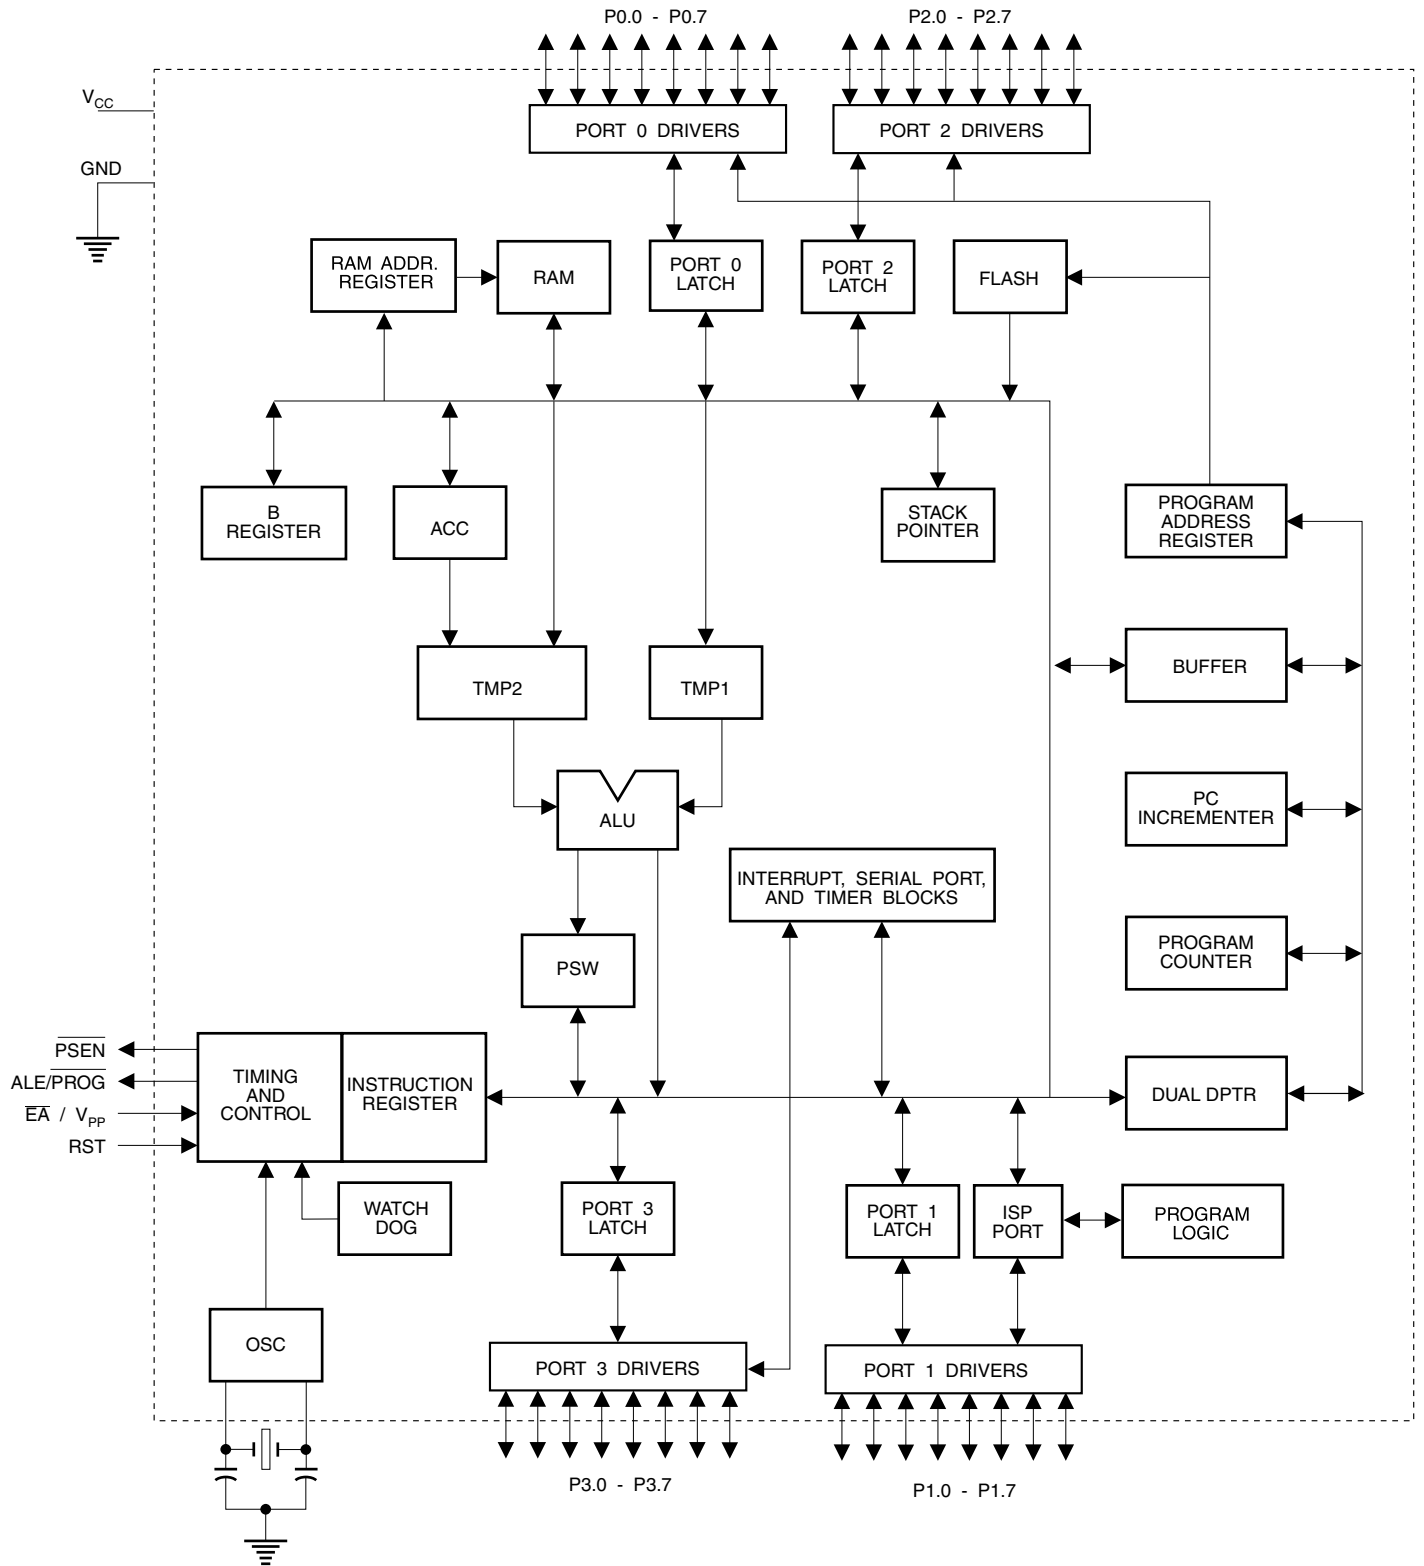 P0.0 - P0.7
P2.0 - P2.7
VCC
PORT 0 DRIVERS
PORT 2 DRIVERS
GND
RAM ADDR.
REGISTER
RAM
PORT 0
LATCH
PORT 2
LATCH
FLASH
B
REGISTER
ACC
STACK
POINTER
PROGRAM
ADDRESS
REGISTER
BUFFER
TMP2
TMP1
PC
INCREMENTER
ALU
INTERRUPT, SERIAL PORT,
AND TIMER BLOCKS
PROGRAM
COUNTER
PSW
PSEN
ALE/PROG
EA / VPP
RST
TIMING
AND
CONTROL
INSTRUCTION
REGISTER
DUAL DPTR
WATCH
DOG
PORT 3
LATCH
PORT 1
LATCH
ISP
PORT
PROGRAM
LOGIC
OSC
PORT 3 DRIVERS
PORT 1 DRIVERS
P3.0 - P3.7
P1.0 - P1.7